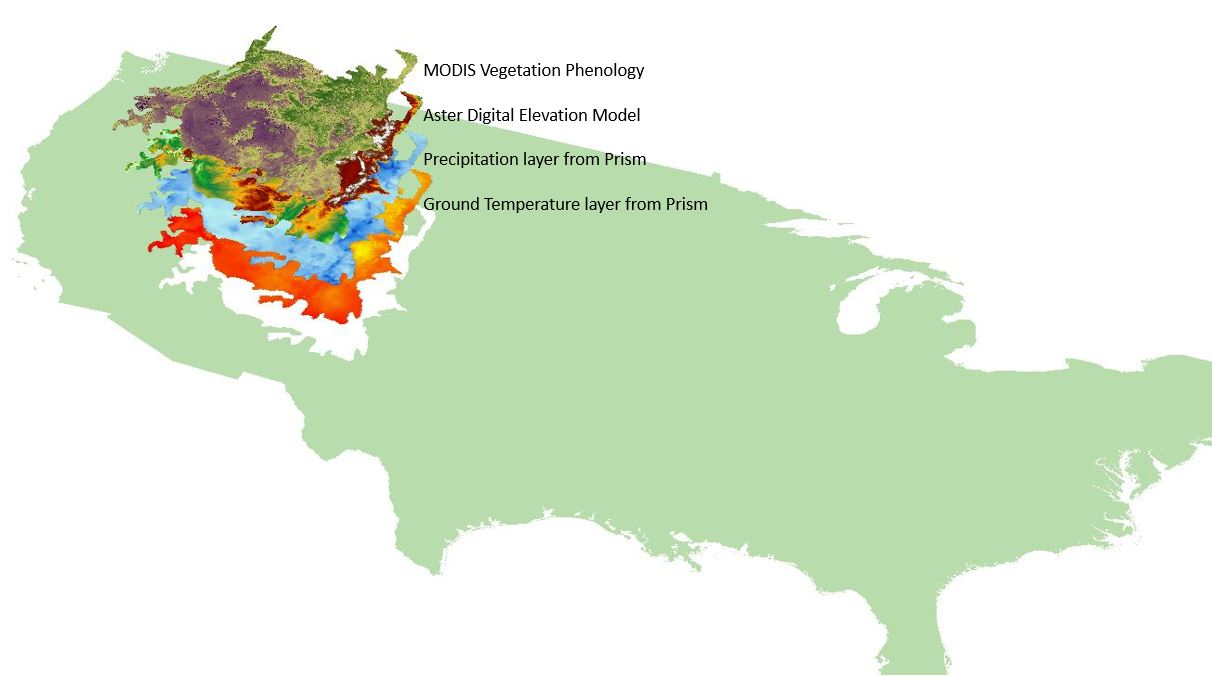 MODIS Vegetation Phenology
Aster Digital Elevation Model
Precipitation layer from Prism
Ground Temperature layer from Prism